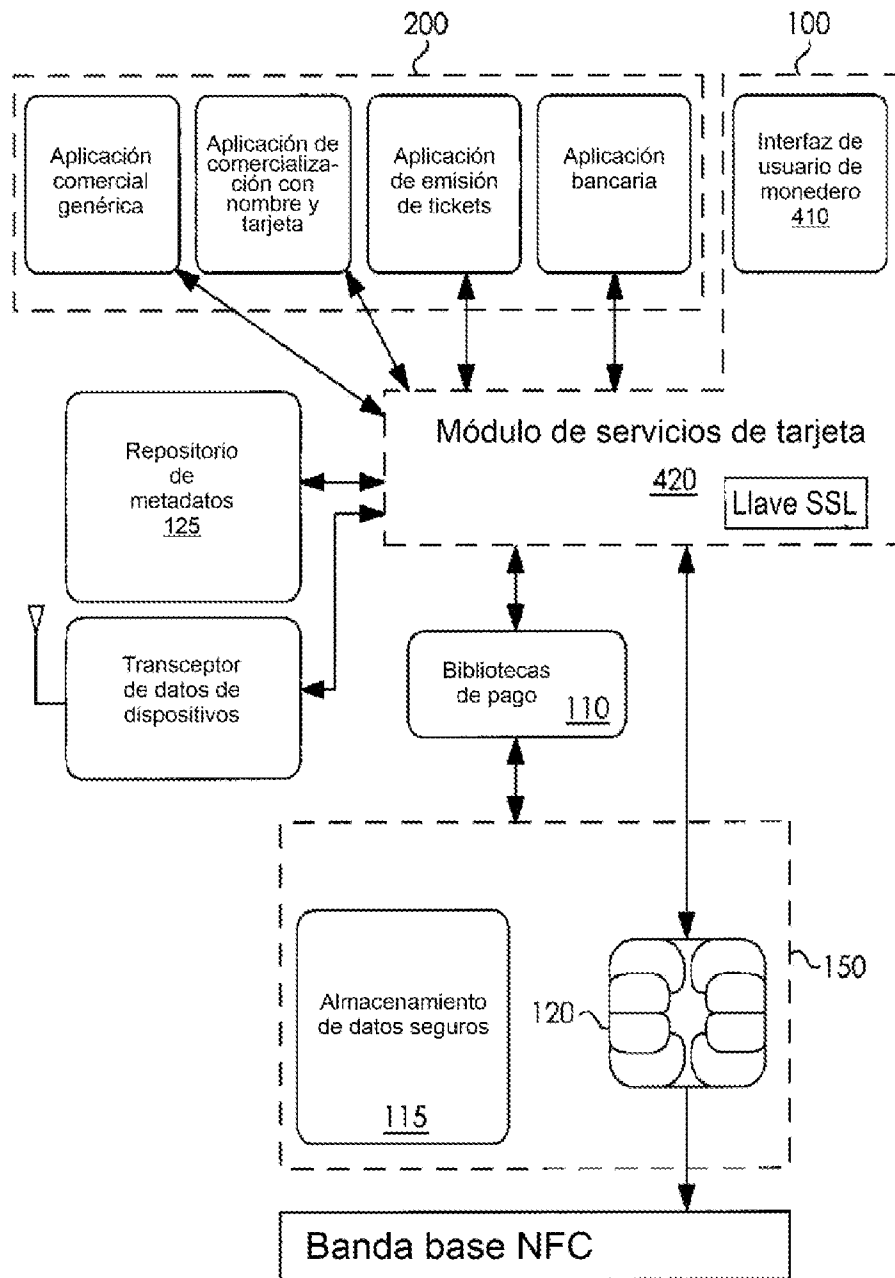 200
100
Aplicación
comercial
genérica
Aplicación de
comercializa-
ción con
nombre y
tarjeta
Aplicación
de emisión
de tickets
Aplicación
bancaria
Interfaz de
usuario de
monedero
410
Repositorio
de
metadatos
125
Módulo de servicios de tarjeta
420
Llave SSL
Transceptor
de datos de
dispositivos
Bibliotecas
de pago
110
Almacenamiento
de datos seguros
115
120
150
Banda base NFC